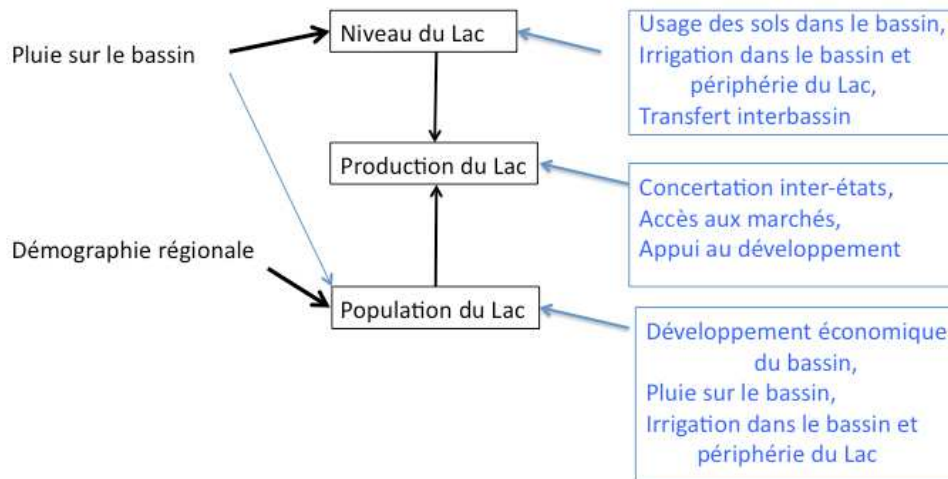 Niveau du Lac
Pluie sur le bassin
Usage des sols dans le bassin,
Irrigation dans le bassin et
périphérie du Lac,
Transfert interbassin
Production du Lac
Concertation inter-états,
Accès aux marchés,
Appui au développement
Démographie régionale
Population du Lac
Développement économique
du bassin,
Pluie sur le bassin,
Irrigation dans le bassin et
périphérie du Lac